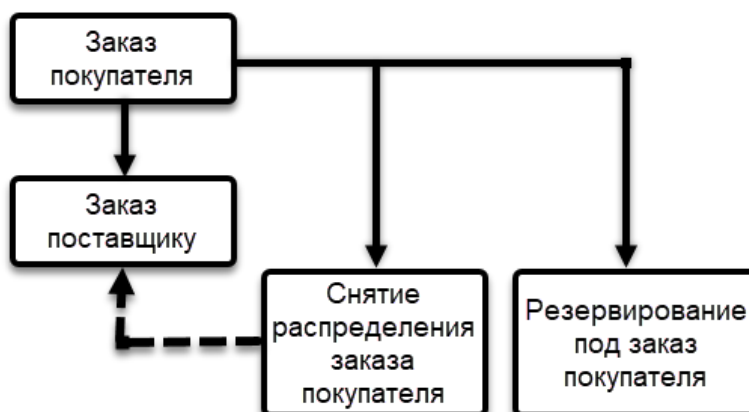 Заказ
покупателя
Заказ
поставщику
Снятие
распределения
заказа
покупателя
Резервирование
под заказ
покупателя